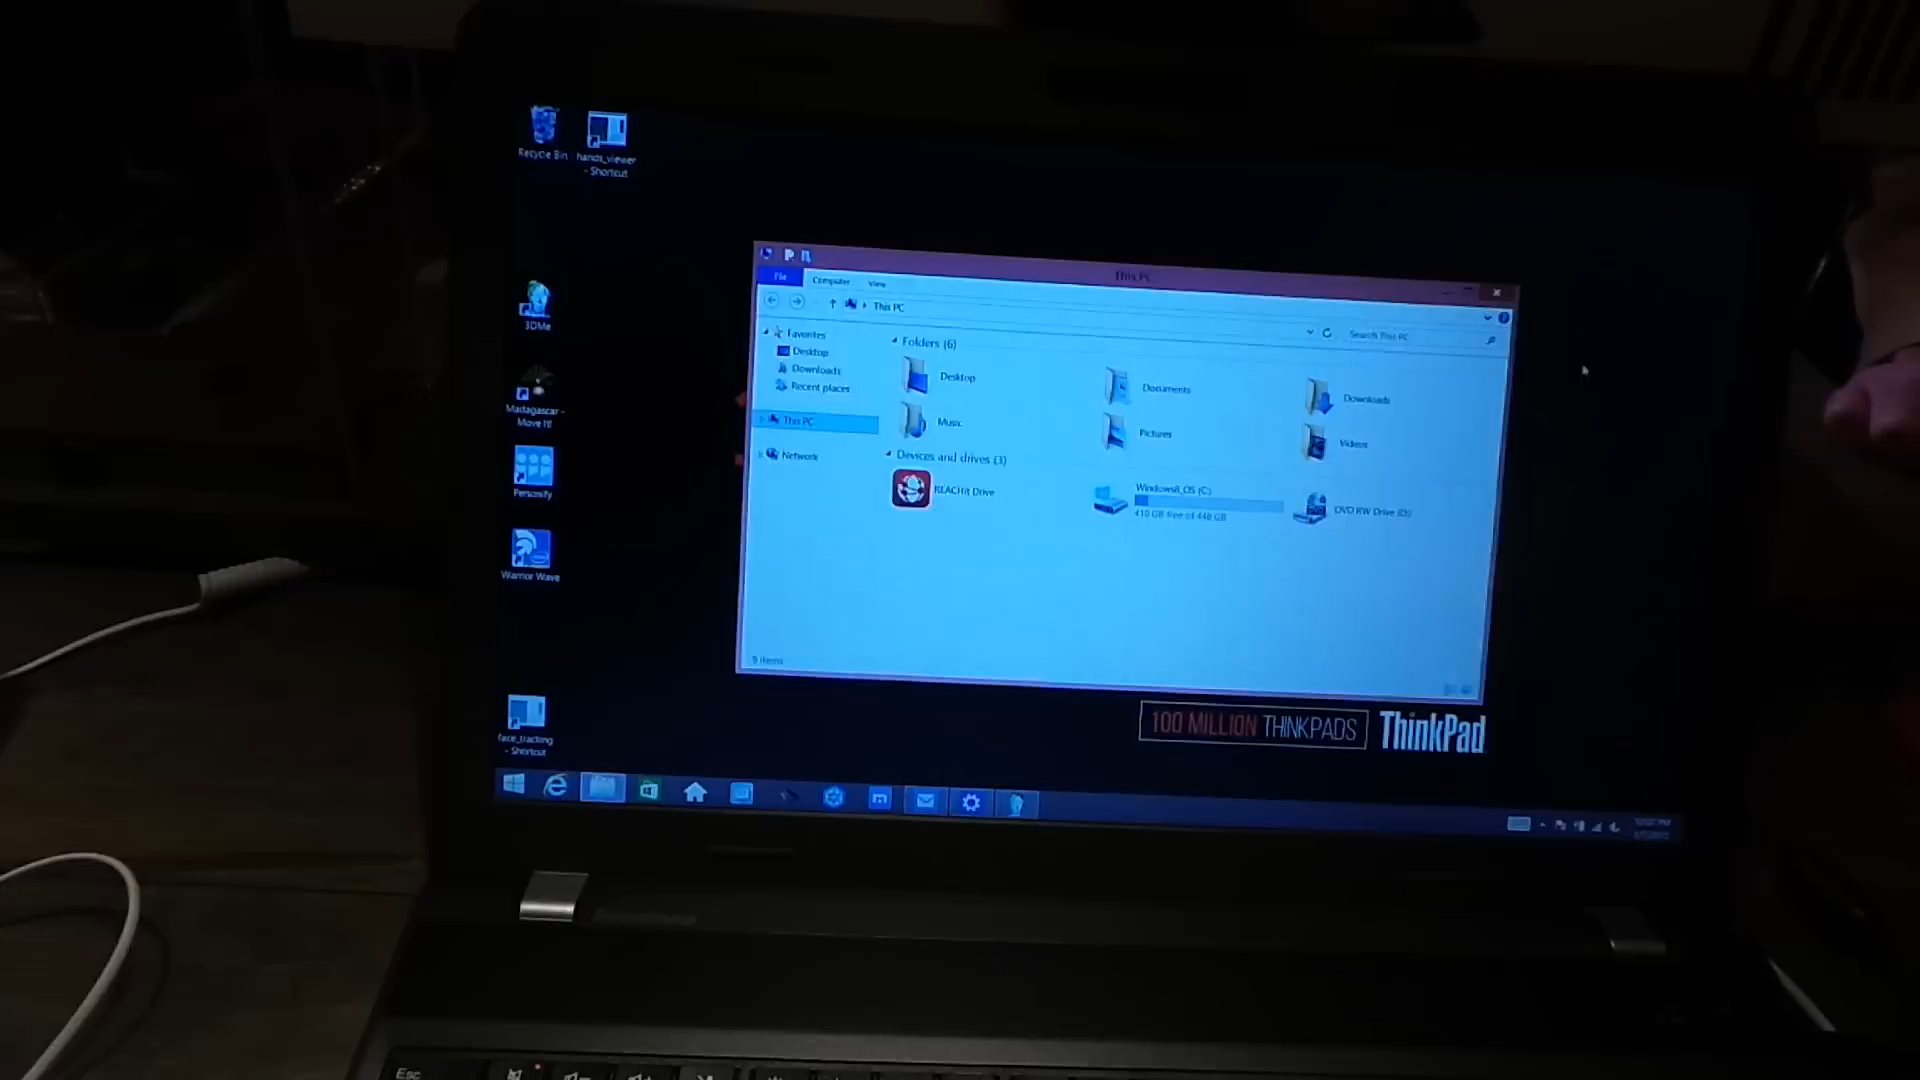 Recycle Bin
hands_viewer
- Shortcut
3DMe
Madagascar -
Move It!
Personify
Warrior Wave
face_tracking
- Shortcut
This PC
File
Computer
View
This PC
Search This PC
Favorites
Desktop
Downloads
Recent places
This PC
Network
Folders (6)
Desktop
Documents
Downloads
Music
Pictures
Videos
Devices and drives (3)
REACHit Drive
Windows8_OS (C:)
410 GB free of 448 GB
DVD RW Drive (D:)
9 items
100 MILLION THINKPADS
ThinkPad
Esc